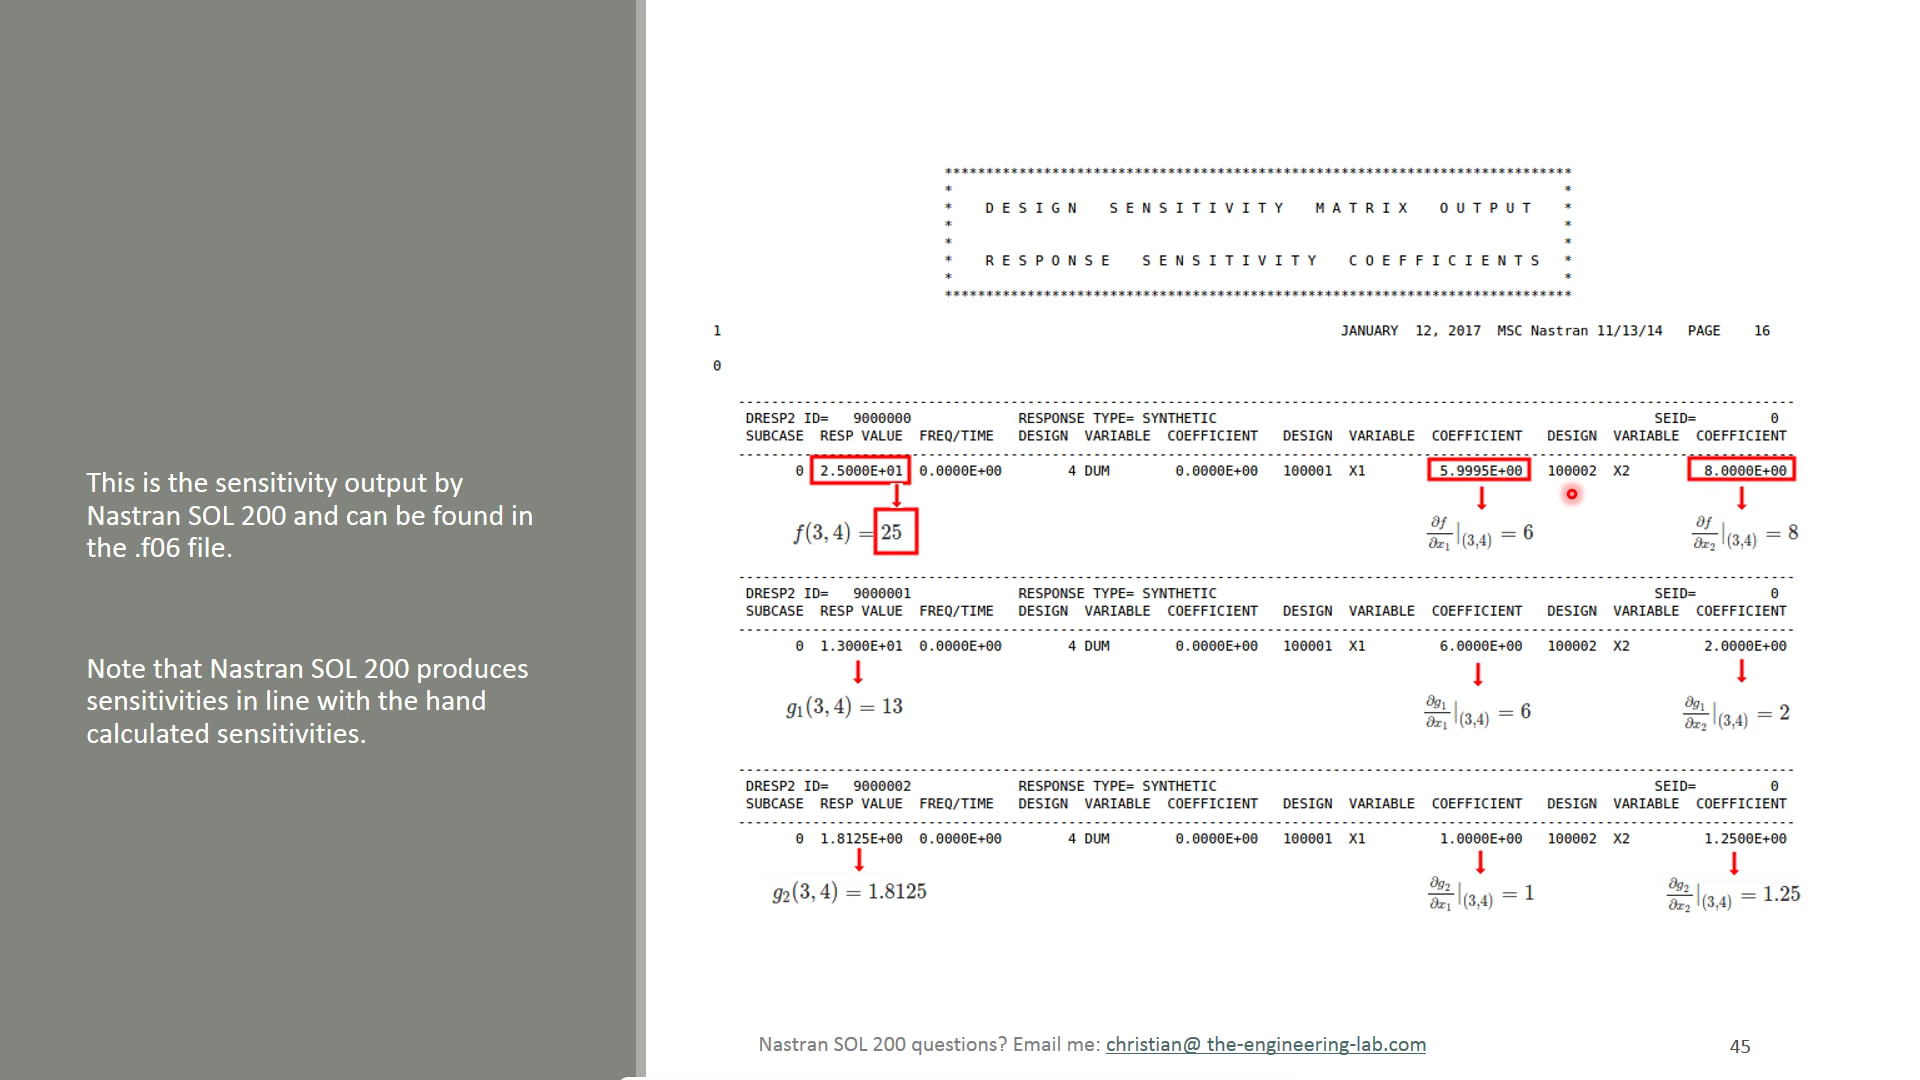 This is the sensitivity output by
Nastran SOL 200 and can be found in
the .f06 file.
Note that Nastran SOL 200 produces
sensitivities in line with the hand
calculated sensitivities.
****************************************************************************
* *
* D E S I G N   S E N S I T I V I T Y   M A T R I X   O U T P U T *
* *
* *
* R E S P O N S E   S E N S I T I V I T Y   C O E F F I C I E N T S *
* *
****************************************************************************
1 JANUARY 12, 2017 MSC Nastran 11/13/14 PAGE 16
0
DRESP2 ID= 9000000 RESPONSE TYPE= SYNTHETIC SEID= 0
SUBCASE RESP VALUE FREQ/TIME DESIGN VARIABLE COEFFICIENT DESIGN VARIABLE COEFFICIENT DESIGN VARIABLE COEFFICIENT
0 2.5000E+01 0.0000E+00 4 DUM 0.0000E+00 100001 X1 5.9995E+00 100002 X2 8.0000E+00
f(3, 4) = 25 ∂f/∂x₁|(3,4) = 6 ∂f/∂x₂|(3,4) = 8
DRESP2 ID= 9000001 RESPONSE TYPE= SYNTHETIC SEID= 0
SUBCASE RESP VALUE FREQ/TIME DESIGN VARIABLE COEFFICIENT DESIGN VARIABLE COEFFICIENT DESIGN VARIABLE COEFFICIENT
0 1.3000E+01 0.0000E+00 4 DUM 0.0000E+00 100001 X1 6.0000E+00 100002 X2 2.0000E+00
g₁(3, 4) = 13 ∂g₁/∂x₁|(3,4) = 6 ∂g₁/∂x₂|(3,4) = 2
DRESP2 ID= 9000002 RESPONSE TYPE= SYNTHETIC SEID= 0
SUBCASE RESP VALUE FREQ/TIME DESIGN VARIABLE COEFFICIENT DESIGN VARIABLE COEFFICIENT DESIGN VARIABLE COEFFICIENT
0 1.8125E+00 0.0000E+00 4 DUM 0.0000E+00 100001 X1 1.0000E+00 100002 X2 1.2500E+00
g₂(3, 4) = 1.8125 ∂g₂/∂x₁|(3,4) = 1 ∂g₂/∂x₂|(3,4) = 1.25
Nastran SOL 200 questions? Email me: christian@ the-engineering-lab.com 45